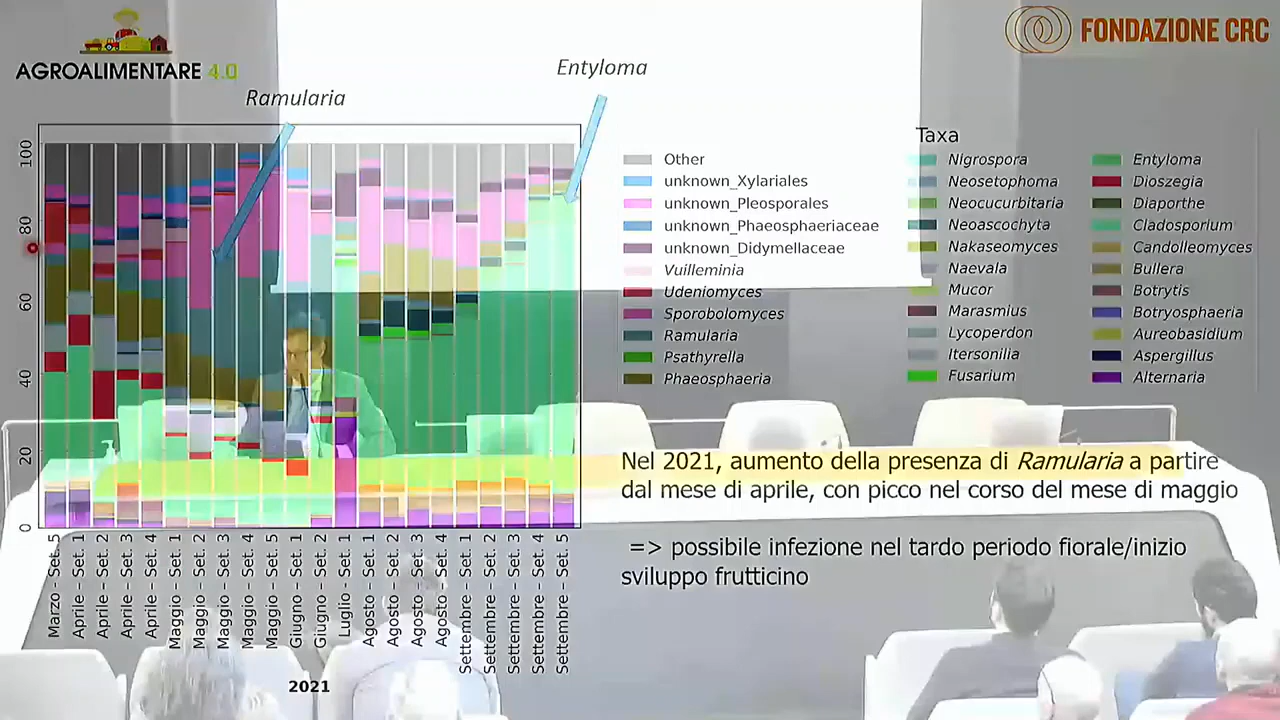 AGROALIMENTARE 4.0
FONDAZIONE CRC
Ramularia
Entyloma
100
80
60
40
20
0
Marzo - Set. 5
Aprile - Set. 1
Aprile - Set. 2
Aprile - Set. 3
Aprile - Set. 4
Maggio - Set. 1
Maggio - Set. 2
Maggio - Set. 3
Maggio - Set. 4
Maggio - Set. 5
Giugno - Set. 1
Giugno - Set. 2
Luglio - Set. 1
Agosto - Set. 1
Agosto - Set. 2
Agosto - Set. 3
Agosto - Set. 4
Settembre - Set. 1
Settembre - Set. 2
Settembre - Set. 3
Settembre - Set. 4
Settembre - Set. 5
2021
Taxa
Other
unknown_Xylariales
unknown_Pleosporales
unknown_Phaeosphaeriaceae
unknown_Didymellaceae
Vuilleminia
Udeniomyces
Sporobolomyces
Ramularia
Psathyrella
Phaeosphaeria
Nigrospora
Neosetophoma
Neocucurbitaria
Neoascochyta
Nakaseomyces
Naevala
Mucor
Marasmius
Lycoperdon
Itersonilia
Fusarium
Entyloma
Dioszegia
Diaporthe
Cladosporium
Candolleomyces
Bullera
Botrytis
Botryosphaeria
Aureobasidium
Aspergillus
Alternaria
Nel 2021, aumento della presenza di Ramularia a partire
dal mese di aprile, con picco nel corso del mese di maggio
=> possibile infezione nel tardo periodo fiorale/inizio
sviluppo frutticino